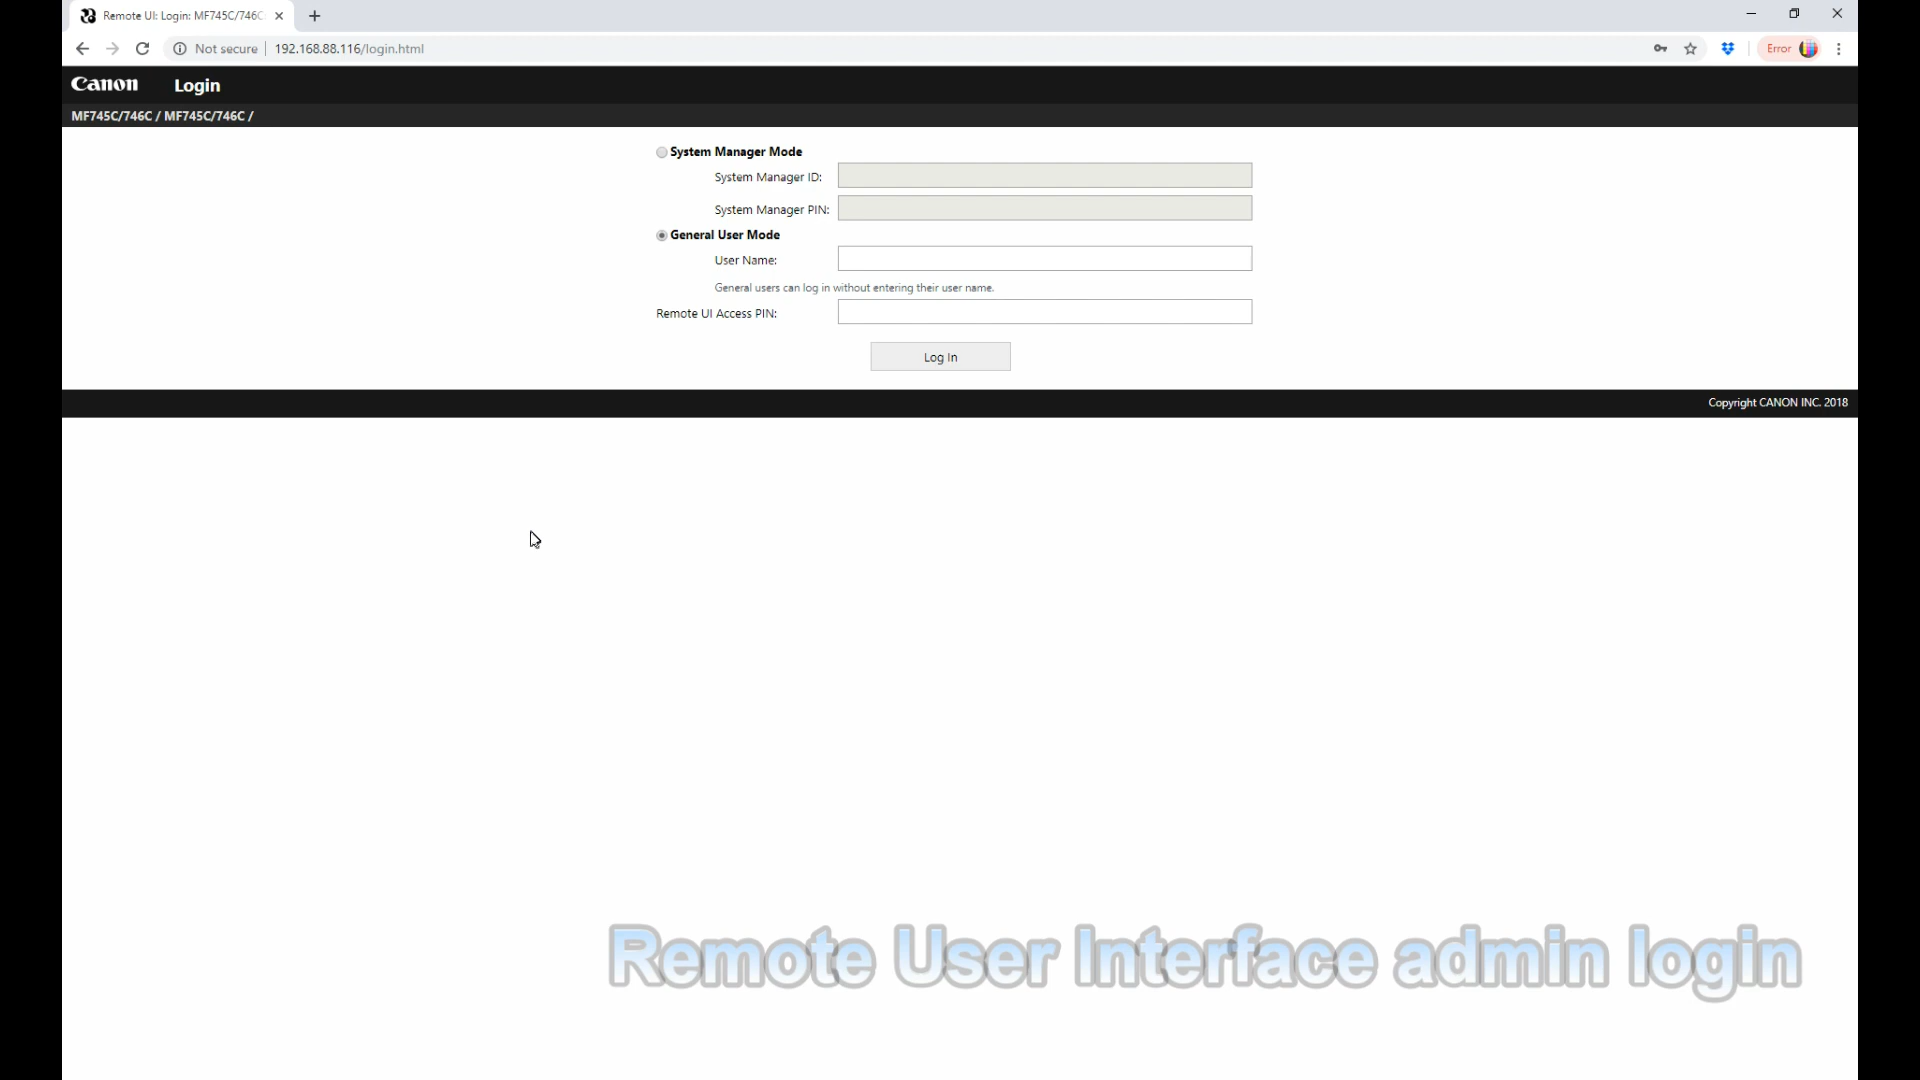 Remote UI: Login: MF745C/746C
Not secure 192.168.88.116/login.html
Error
Canon Login
MF745C/746C / MF745C/746C /
System Manager Mode
System Manager ID:
System Manager PIN:
General User Mode
User Name:
General users can log in without entering their user name.
Remote UI Access PIN:
Log In
Copyright CANON INC. 2018
Remote User Interface admin login